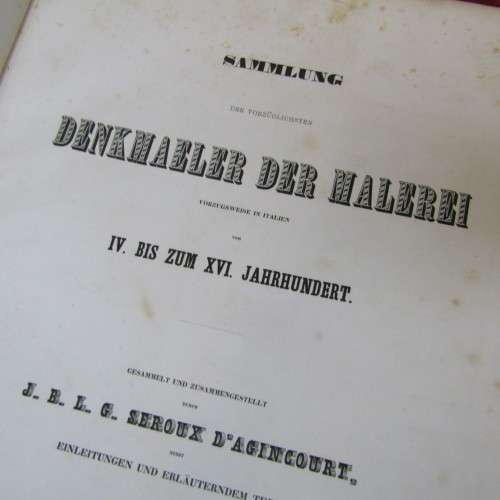 SAMMLUNG
DER VORZÜGLICHSTEN
DENKMAELER DER MALEREI
VORZUGSWEISE IN ITALIEN
VOM
IV. BIS ZUM XVI. JAHRHUNDERT.
GESAMMELT UND ZUSAMMENGESTELLT
DURCH
J. B. L. G. SEROUX D'AGINCOURT,
NEBST
EINLEITUNGEN UND ERLÄUTERNDEM